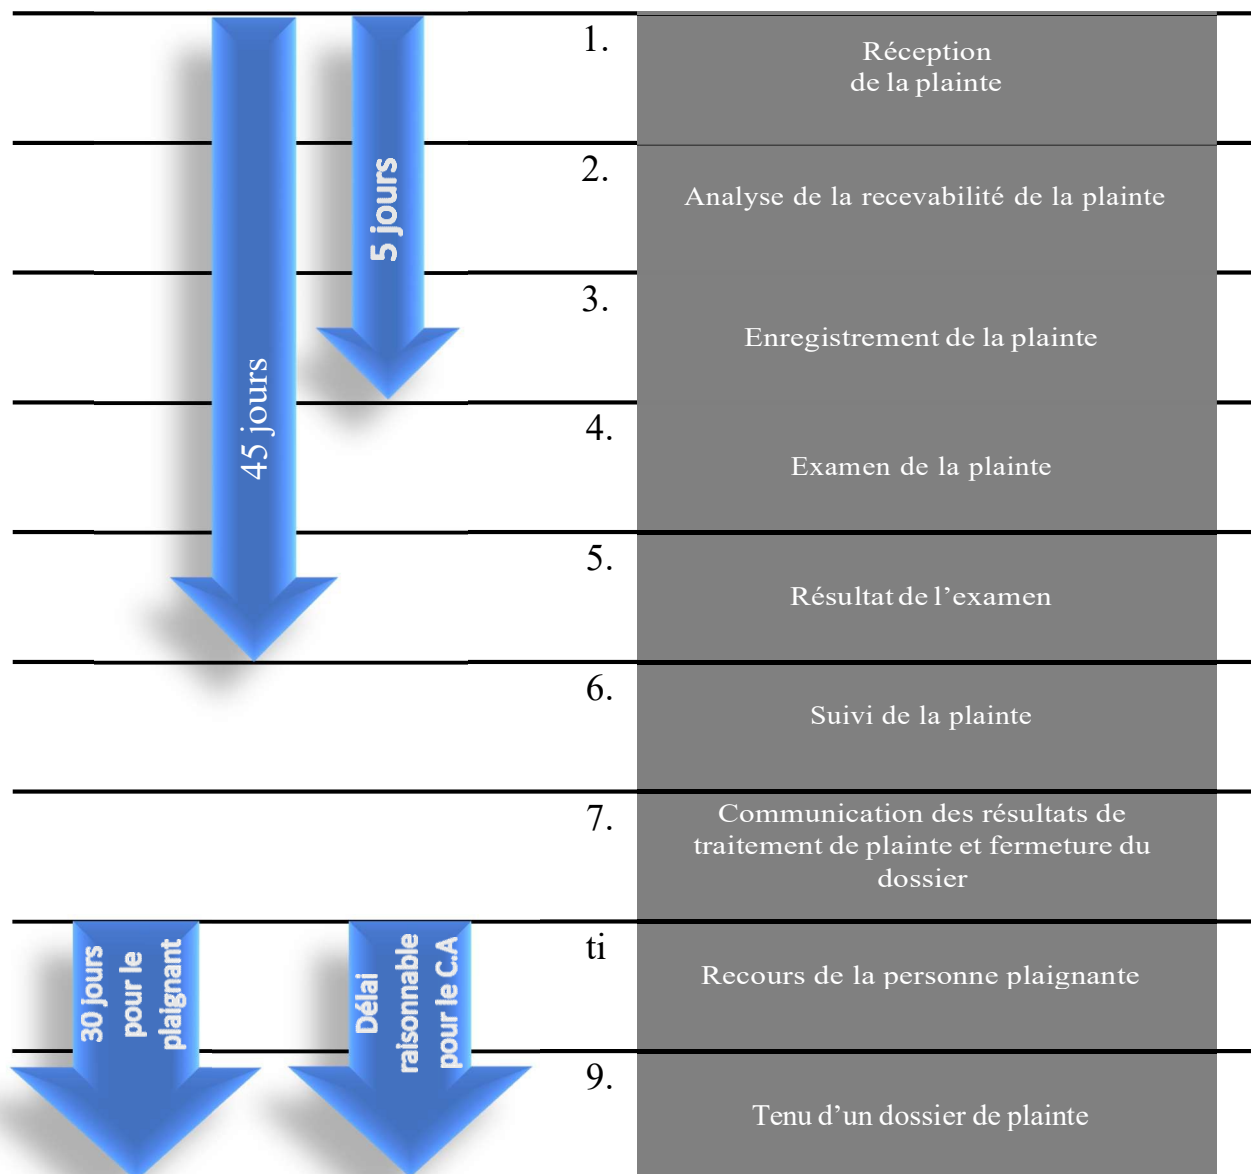 1.
Réception
de la plainte
2.
Analyse de la recevabilité de la plainte
3.
Enregistrement de la plainte
4.
Examen de la plainte
5.
Résultat de l’examen
6.
Suivi de la plainte
7.
Communication des résultats de
traitement de plainte et fermeture du
dossier
ti
Recours de la personne plaignante
9.
Tenu d’un dossier de plainte
45 jours
5 jours
30 jours
pour le
plaignant
Délai
raisonnable
pour le C.A